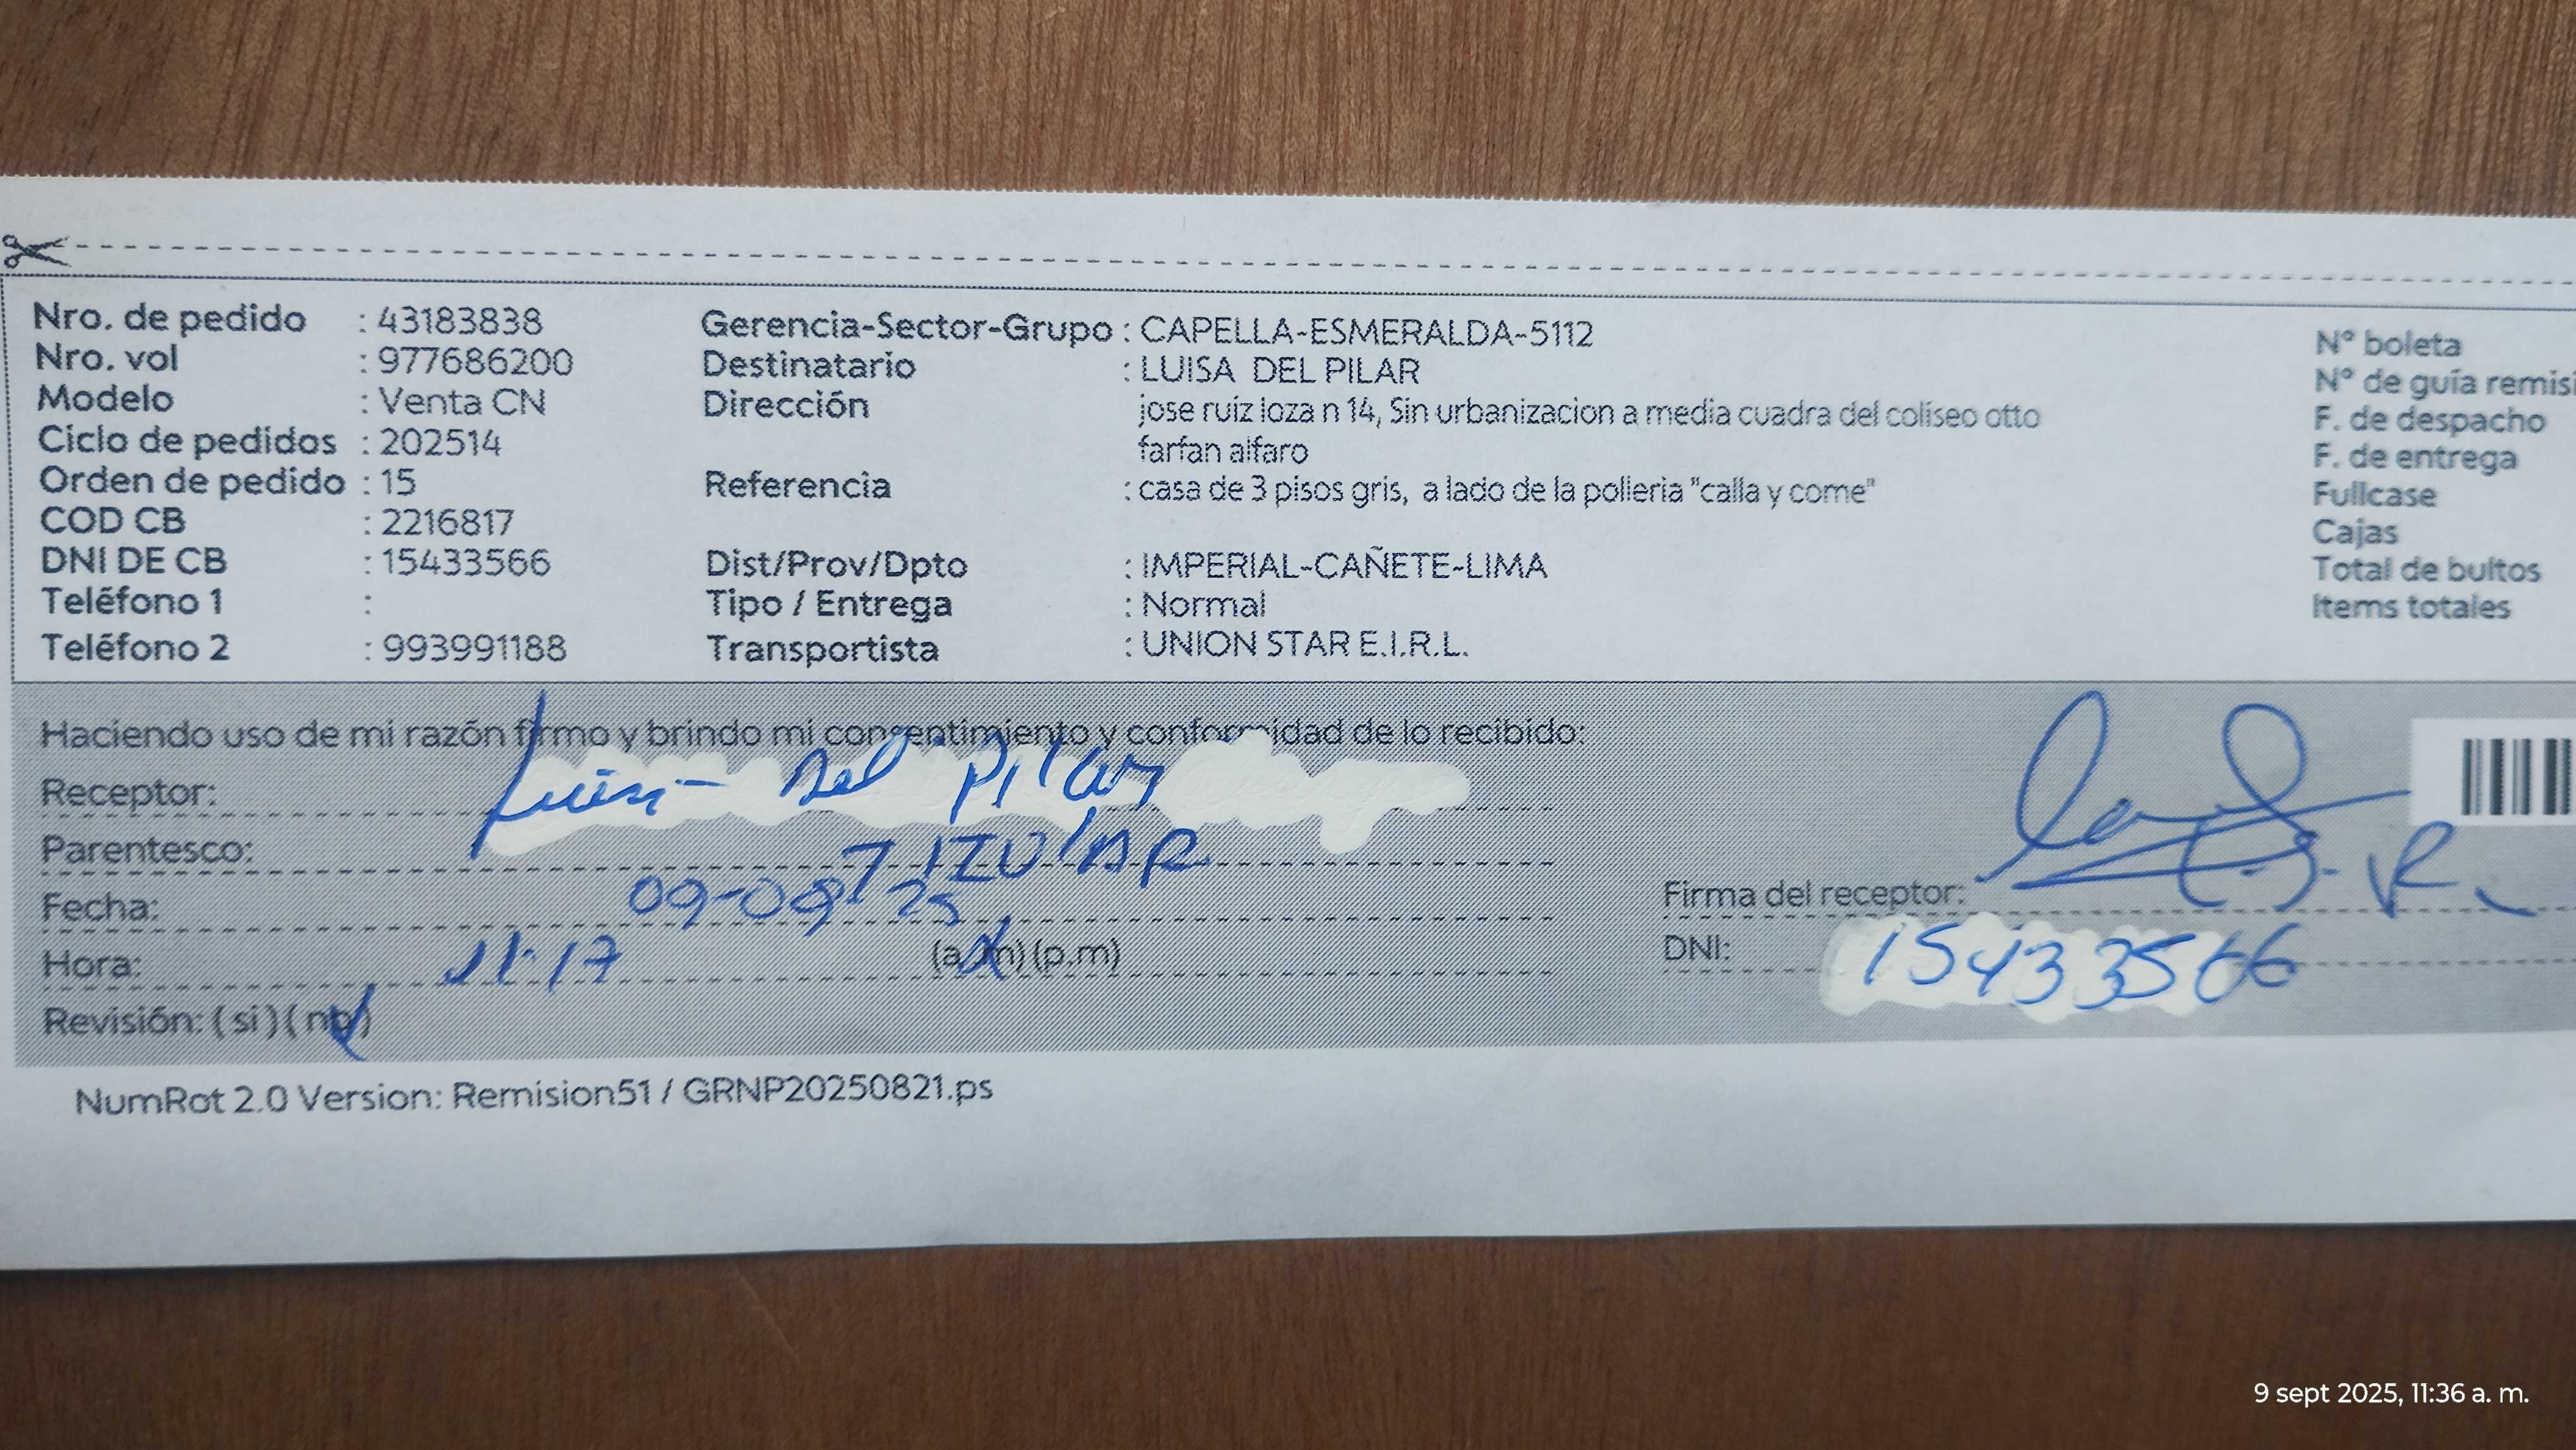 Nro. de pedido : 43183838
Nro. vol : 977686200
Modelo : Venta CN
Ciclo de pedidos : 202514
Orden de pedido : 15
COD CB : 2216817
DNI DE CB : 15433566
Teléfono 1 :
Teléfono 2 : 993991188
Gerencia-Sector-Grupo : CAPELLA-ESMERALDA-5112
Destinatario : LUISA DEL PILAR
Dirección jose ruiz loza n 14, Sin urbanizacion a media cuadra del coliseo otto
farfan alfaro
Referencia : casa de 3 pisos gris, a lado de la polleria "calla y come"
Dist/Prov/Dpto : IMPERIAL-CAÑETE-LIMA
Tipo / Entrega : Normal
Transportista : UNION STAR E.I.R.L.
N° boleta
N° de guía remisi
F. de despacho
F. de entrega
Fullcase
Cajas
Total de bultos
Items totales
Haciendo uso de mi razón firmo y brindo mi consentimiento y conformidad de lo recibido:
Receptor: Luisa Del Pilar
Parentesco: TIZULAR
Fecha: 09-09-25
Hora: 11:17 (a.m) (p.m)
Revisión: ( si ) ( no )
Firma del receptor:
DNI: 15433566
NumRot 2.0 Version: Remision51 / GRNP20250821.ps
9 sept 2025, 11:36 a. m.